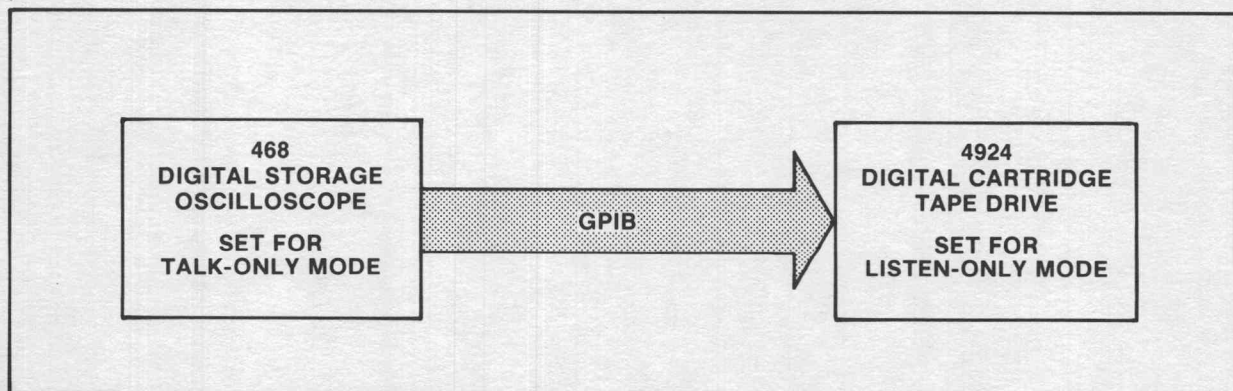 468
DIGITAL STORAGE
OSCILLOSCOPE
SET FOR
TALK-ONLY MODE
GPIB
4924
DIGITAL CARTRIDGE
TAPE DRIVE
SET FOR
LISTEN-ONLY MODE